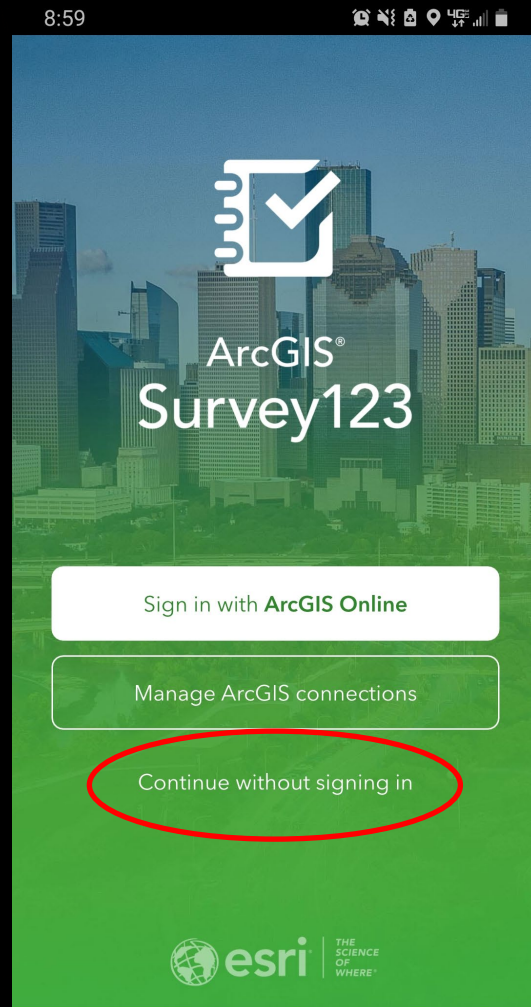 8:59
4GE
ArcGIS®
Survey123
Sign in with ArcGIS Online
Manage ArcGIS connections
Continue without signing in
esri
THE
SCIENCE
OF
WHERE®